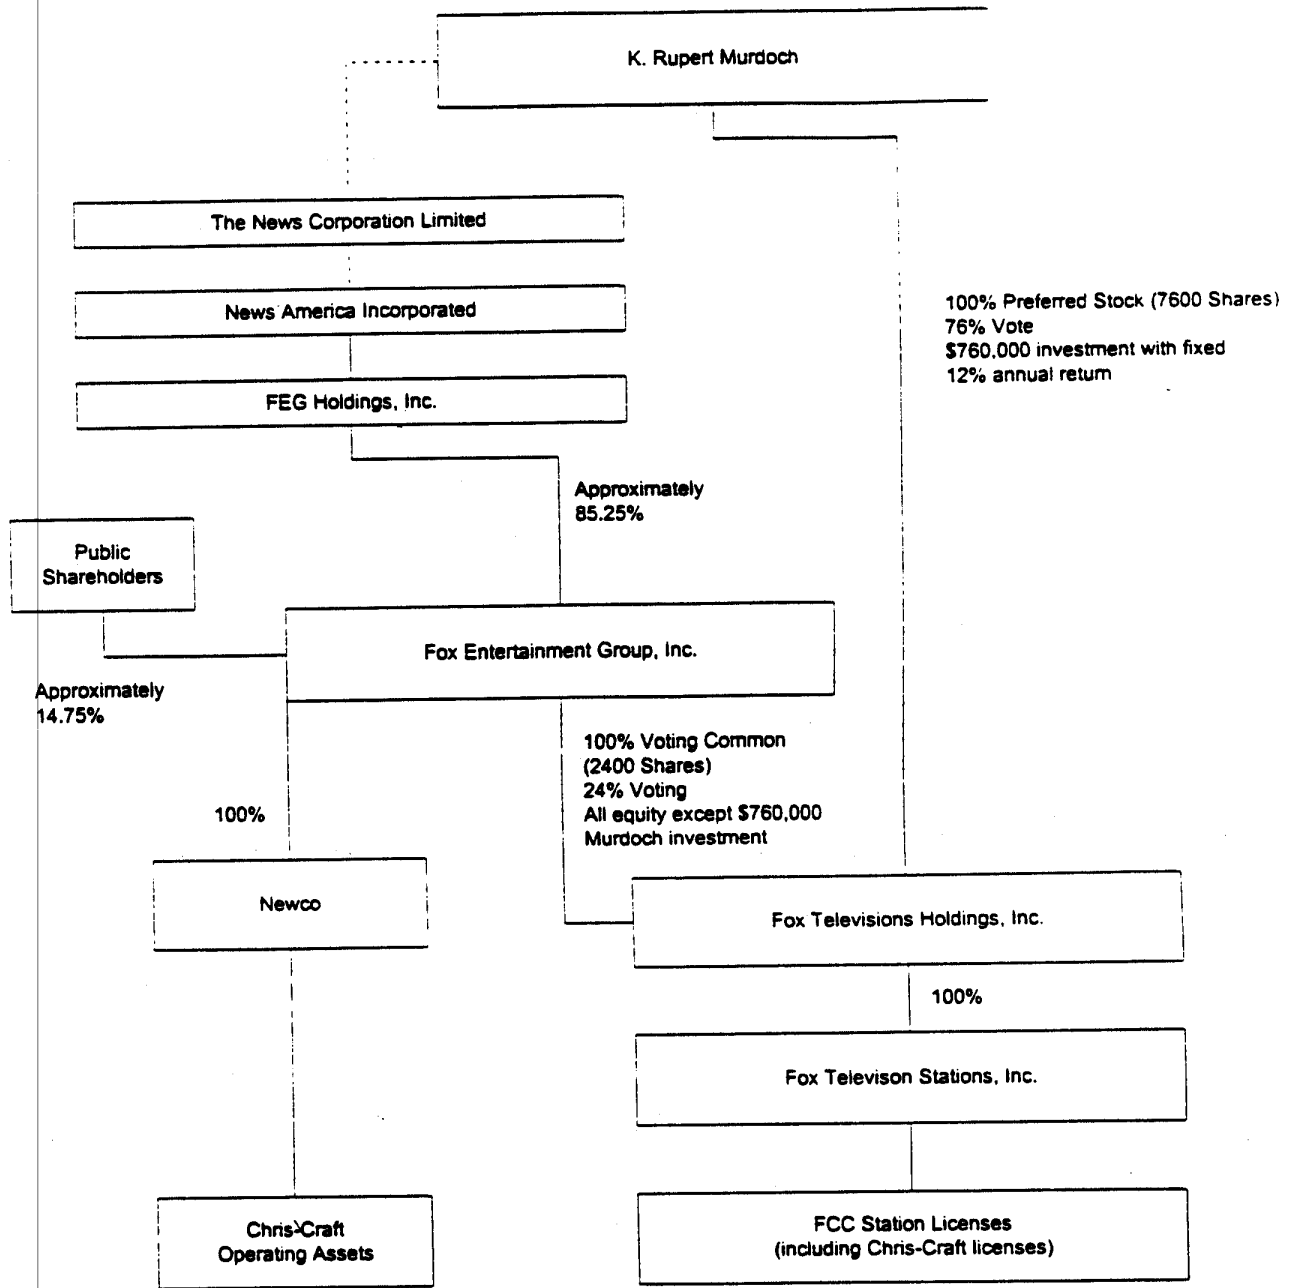 K. Rupert Murdoch
The News Corporation Limited
News America Incorporated
100% Preferred Stock (7600 Shares)
76% Vote
$760,000 investment with fixed
12% annual return
FEG Holdings, Inc.
Approximately
85.25%
Public
Shareholders
Fox Entertainment Group, Inc.
Approximately
14.75%
100% Voting Common
(2400 Shares)
24% Voting
All equity except $760,000
Murdoch investment
100%
Newco
Fox Televisions Holdings, Inc.
100%
Fox Televison Stations, Inc.
Chris-Craft
Operating Assets
FCC Station Licenses
(including Chris-Craft licenses)